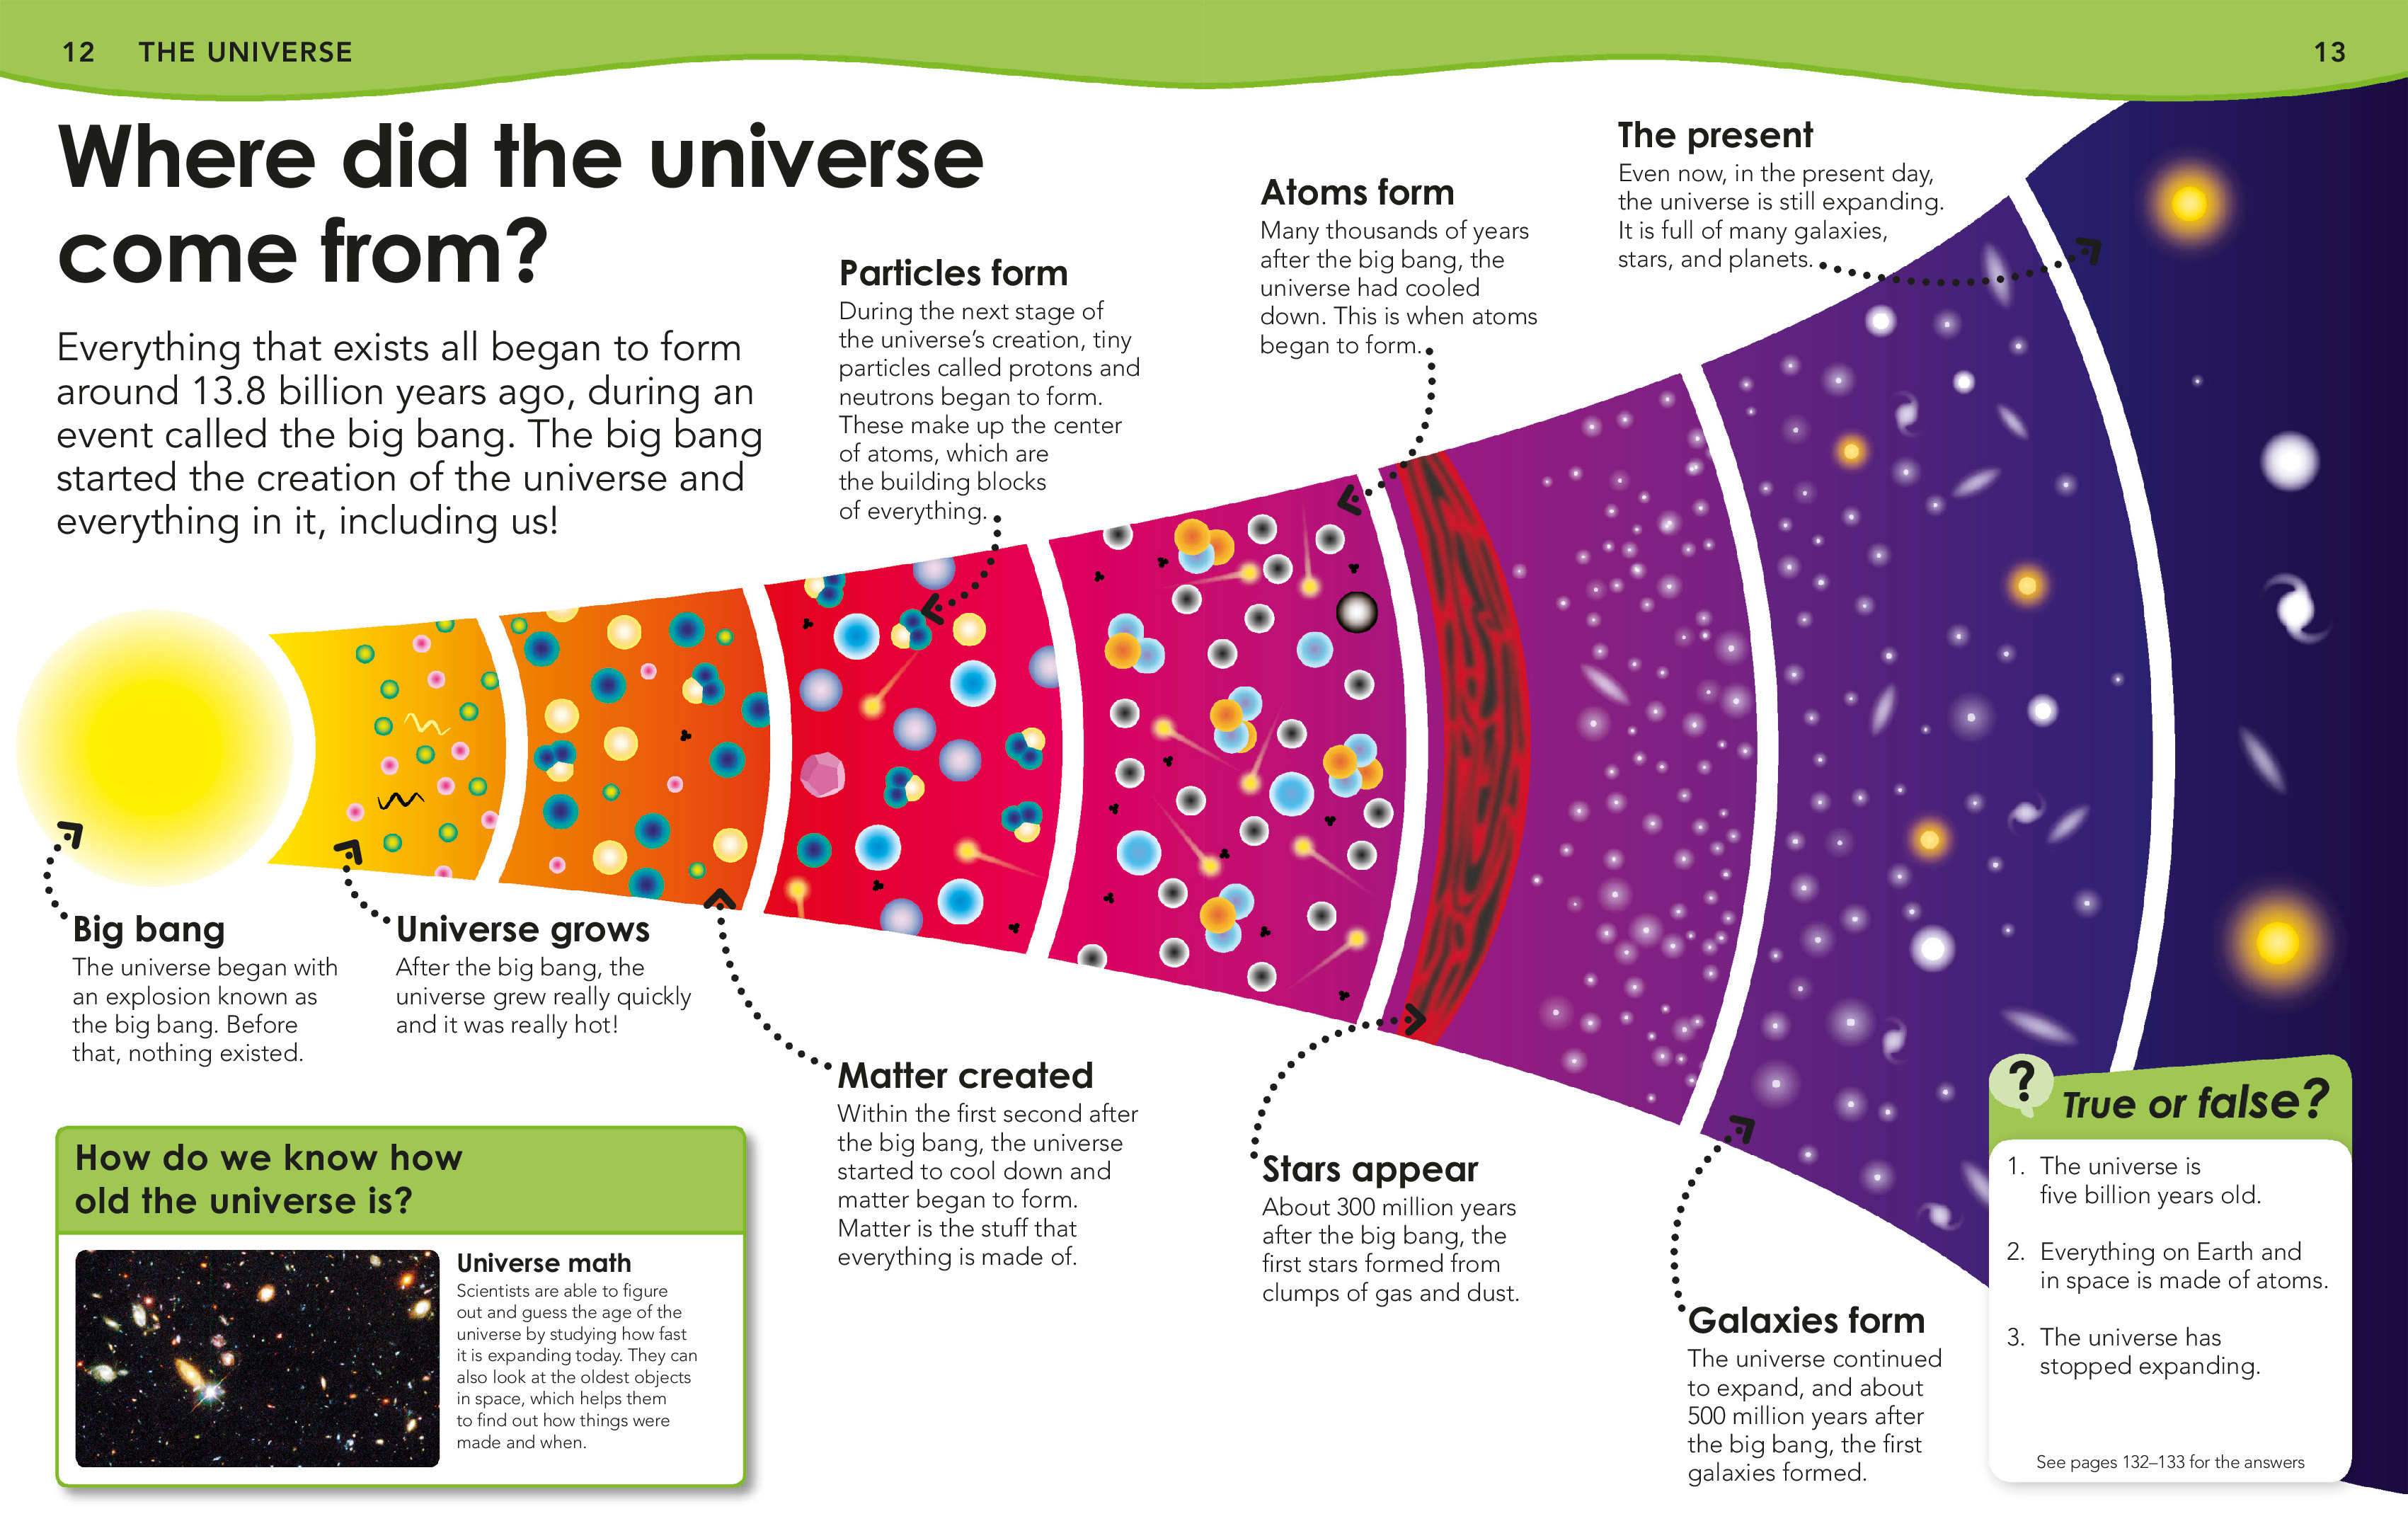 12 THE UNIVERSE
13
Where did the universe
come from?
Everything that exists all began to form
around 13.8 billion years ago, during an
event called the big bang. The big bang
started the creation of the universe and
everything in it, including us!
Big bang
The universe began with
an explosion known as
the big bang. Before
that, nothing existed.
Universe grows
After the big bang, the
universe grew really quickly
and it was really hot!
Matter created
Within the first second after
the big bang, the universe
started to cool down and
matter began to form.
Matter is the stuff that
everything is made of.
Particles form
During the next stage of
the universe’s creation, tiny
particles called protons and
neutrons began to form.
These make up the center
of atoms, which are
the building blocks
of everything.
Atoms form
Many thousands of years
after the big bang, the
universe had cooled
down. This is when atoms
began to form.
Stars appear
About 300 million years
after the big bang, the
first stars formed from
clumps of gas and dust.
Galaxies form
The universe continued
to expand, and about
500 million years after
the big bang, the first
galaxies formed.
The present
Even now, in the present day,
the universe is still expanding.
It is full of many galaxies,
stars, and planets.
How do we know how
old the universe is?
Universe math
Scientists are able to figure
out and guess the age of the
universe by studying how fast
it is expanding today. They can
also look at the oldest objects
in space, which helps them
to find out how things were
made and when.
? True or false?
1. The universe is
five billion years old.
2. Everything on Earth and
in space is made of atoms.
3. The universe has
stopped expanding.
See pages 132–133 for the answers